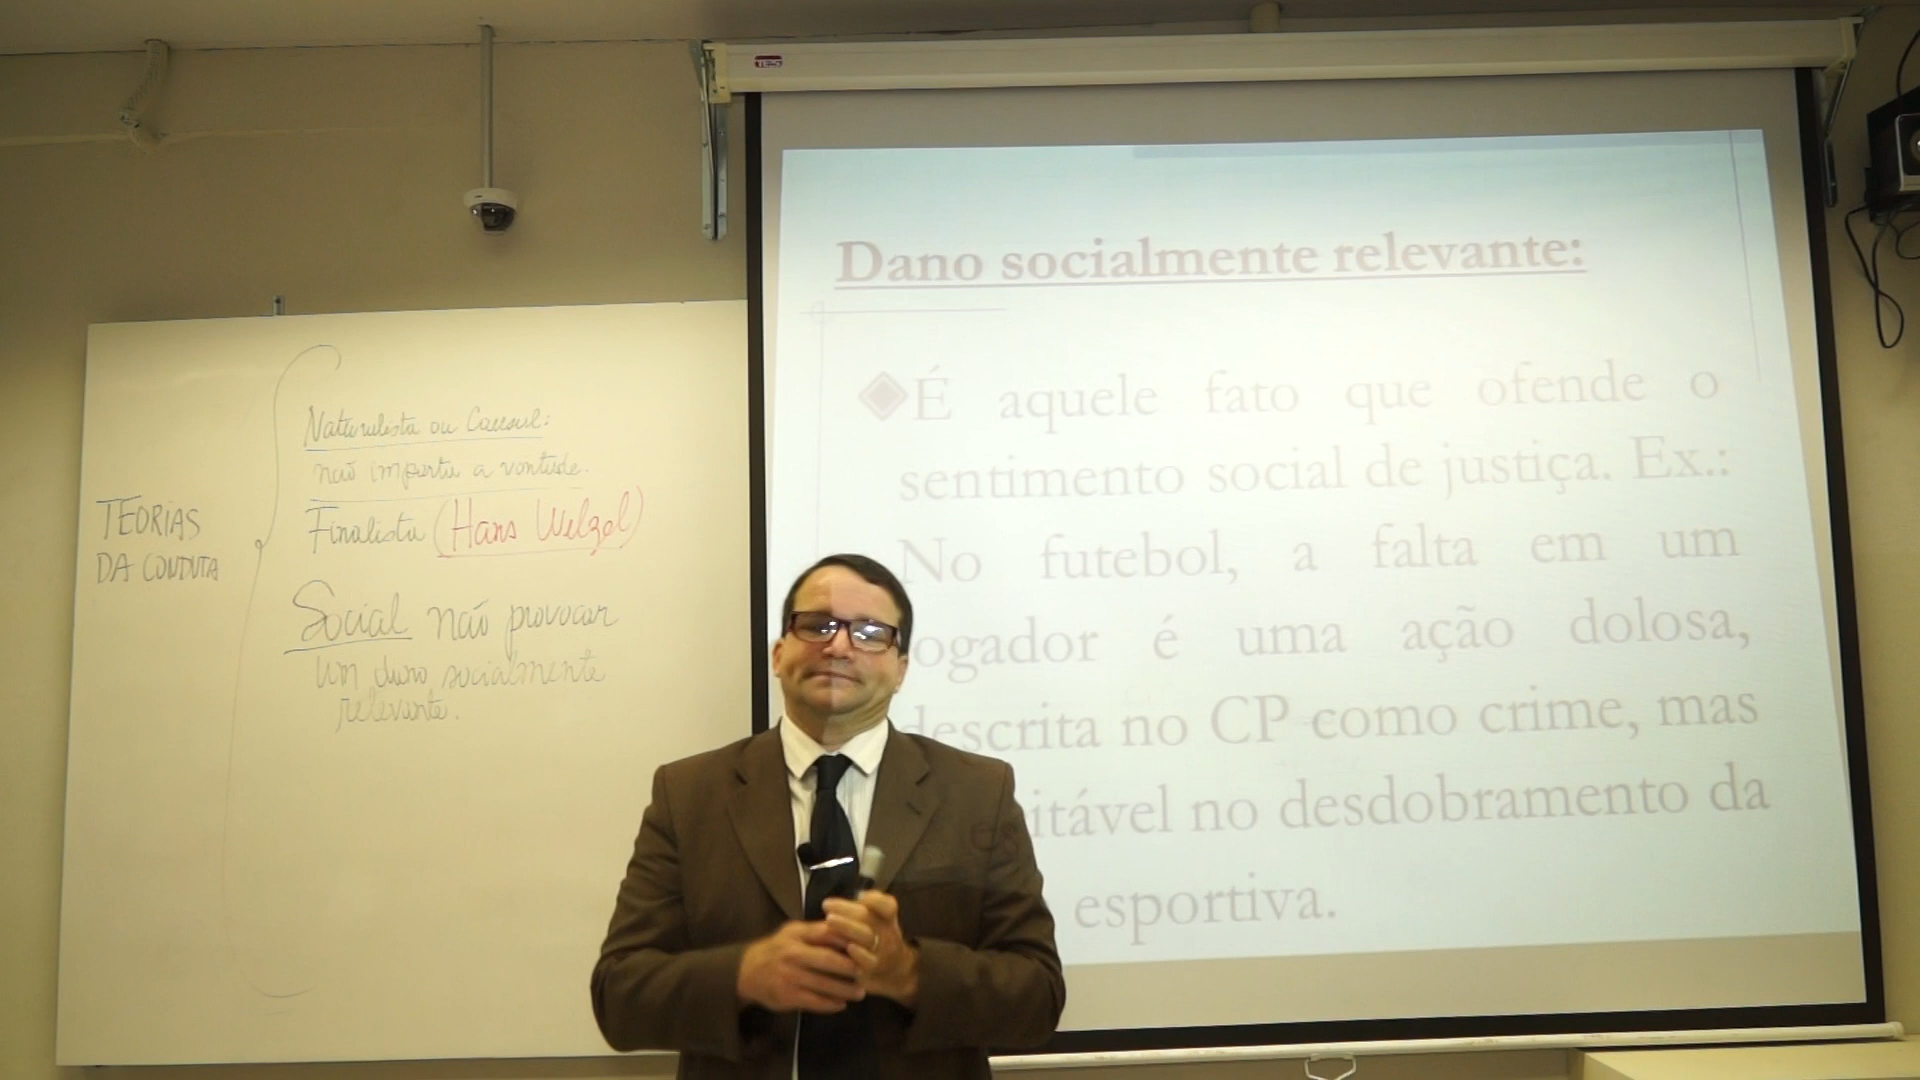 TEORIAS
DA CONDUTA
Naturalista ou Causal:
não importa a vontade.
Finalista (Hans Welzel)
Social não provocar
um dano socialmente
relevante.
Dano socialmente relevante:
É aquele fato que ofende o
sentimento social de justiça. Ex.:
No futebol, a falta em um
ogador é uma ação dolosa,
descrita no CP como crime, mas
itável no desdobramento da
esportiva.